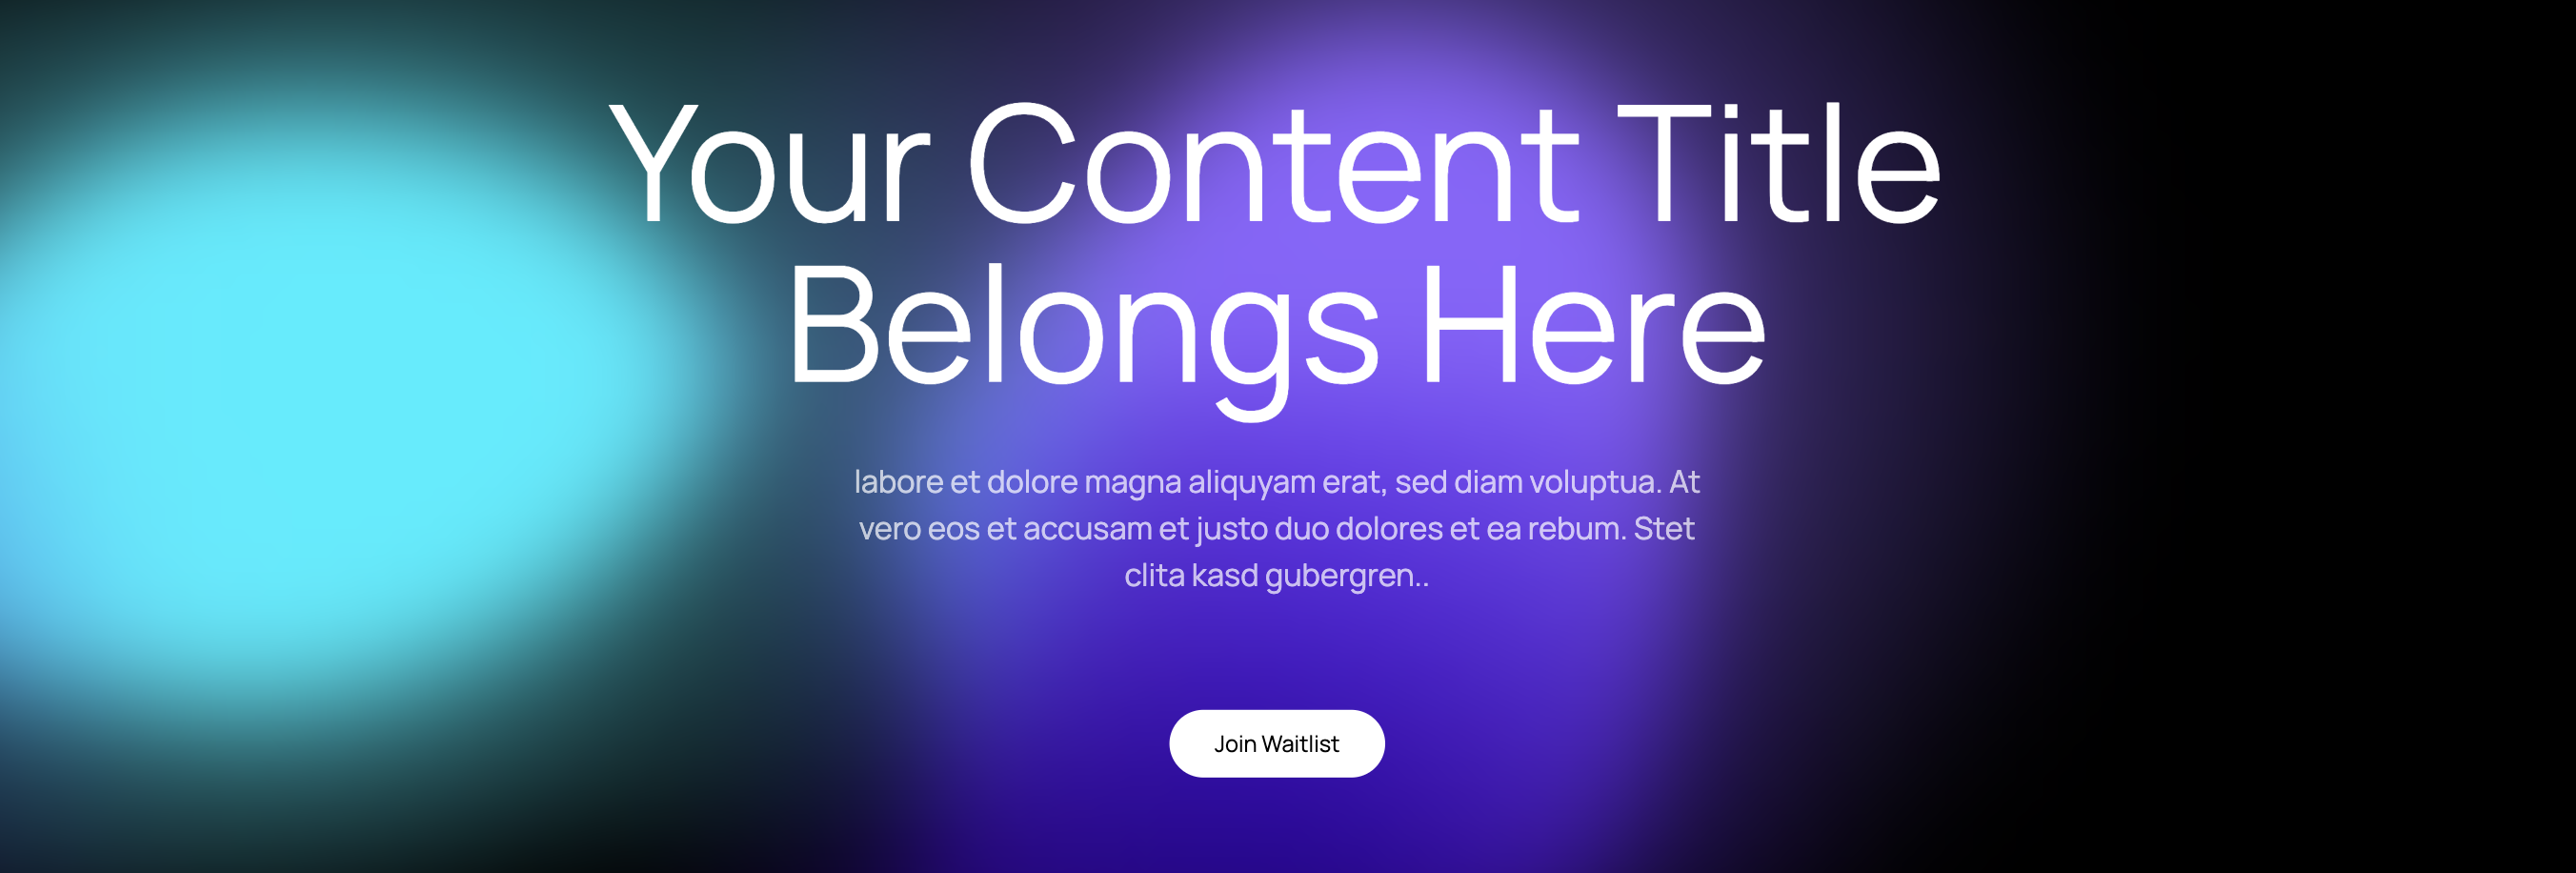 Your Content Title
Belongs Here
labore et dolore magna aliquyam erat, sed diam voluptua. At
vero eos et accusam et justo duo dolores et ea rebum. Stet
clita kasd gubergren..
Join Waitlist